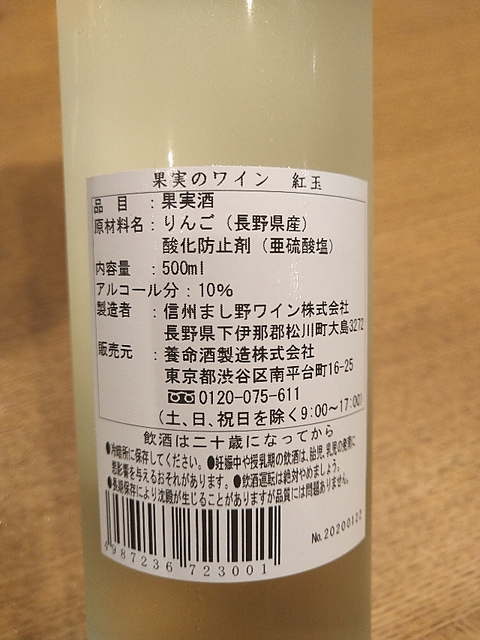 果実のワイン 紅玉
品目 : 果実酒
原材料名 : りんご（長野県産）
酸化防止剤（亜硫酸塩）
内容量 : 500ml
アルコール分 : 10%
製造者 : 信州まし野ワイン株式会社
長野県下伊那郡松川町大島3272
販売元 : 養命酒製造株式会社
東京都渋谷区南平台町16-25
0120-075-611
（土、日、祝日を除く9:00〜17:00）
飲酒は二十歳になってから
●冷暗所に保存してください。●妊娠中や授乳期の飲酒は、胎児、乳児の発育に
悪影響を与えるおそれがあります。●飲酒運転は絶対やめましょう。
●長期保存により沈殿が生じることがありますが品質には問題ありません。
No.20200122
4987236 723001